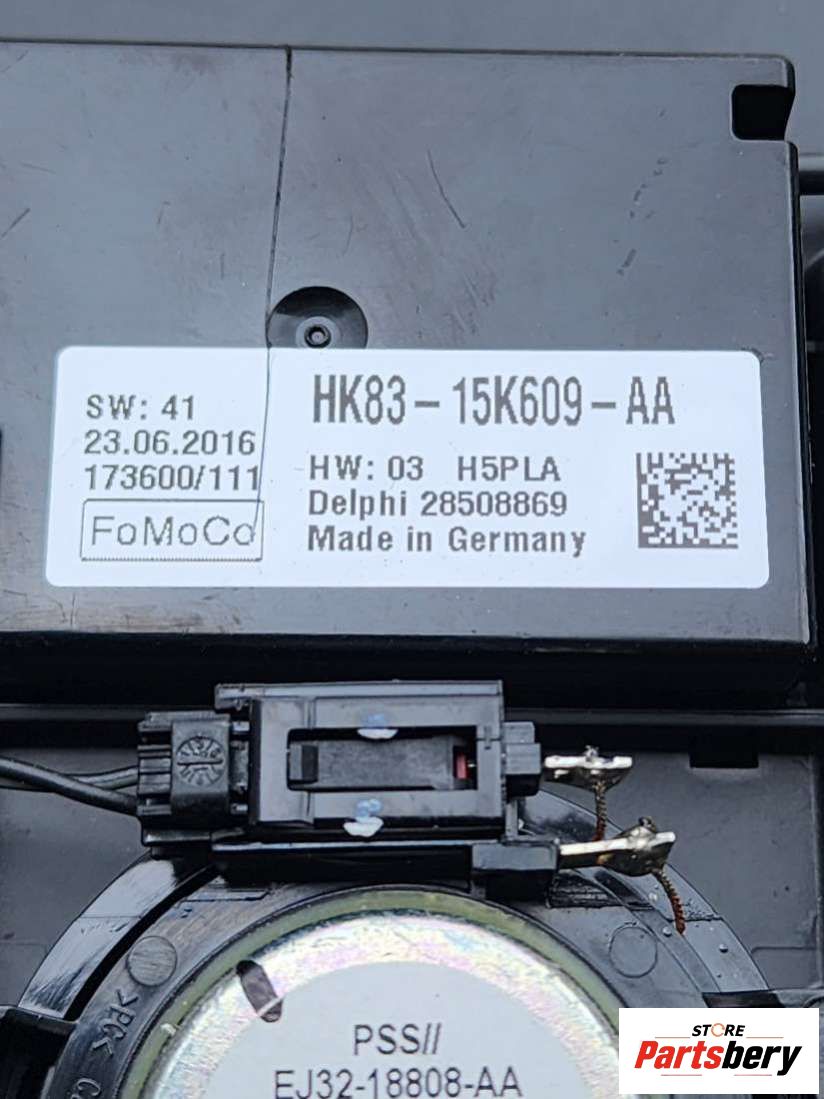 SW: 41
23.06.2016
173600/111
FoMoCo
HK83-15K609-AA
HW: 03 H5PLA
Delphi 28508869
Made in Germany
PSS//
EJ32-18808-AA
>PC<
STORE
Partsbery